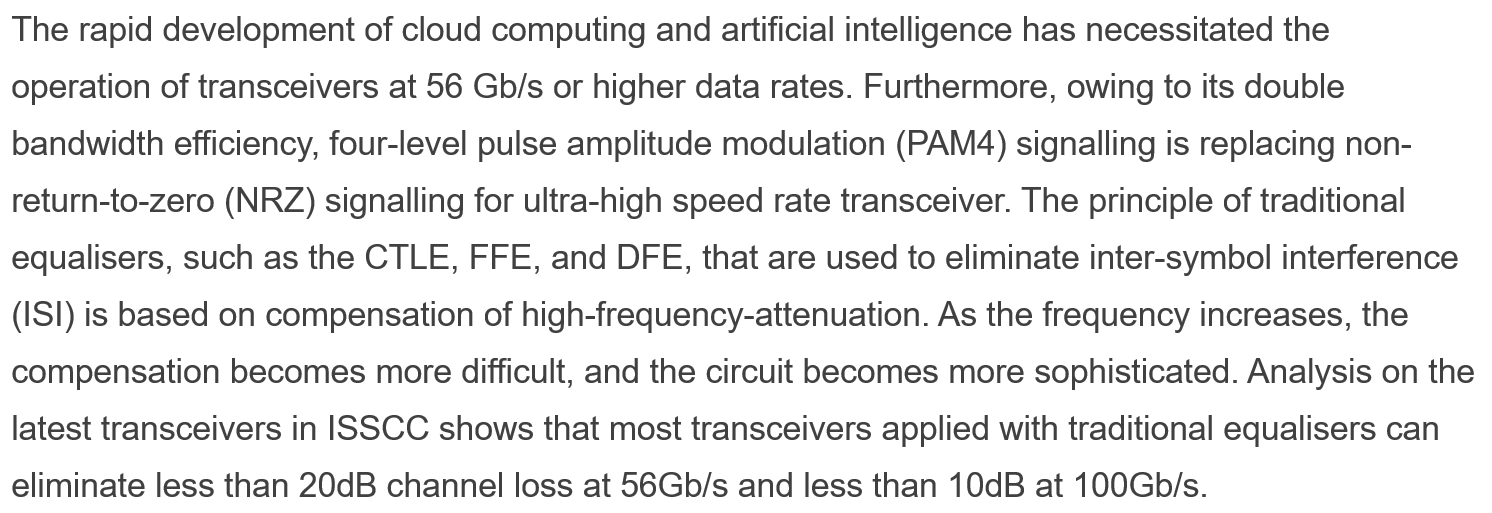 The rapid development of cloud computing and artificial intelligence has necessitated the
operation of transceivers at 56 Gb/s or higher data rates. Furthermore, owing to its double
bandwidth efficiency, four-level pulse amplitude modulation (PAM4) signalling is replacing non-
return-to-zero (NRZ) signalling for ultra-high speed rate transceiver. The principle of traditional
equalisers, such as the CTLE, FFE, and DFE, that are used to eliminate inter-symbol interference
(ISI) is based on compensation of high-frequency-attenuation. As the frequency increases, the
compensation becomes more difficult, and the circuit becomes more sophisticated. Analysis on the
latest transceivers in ISSCC shows that most transceivers applied with traditional equalisers can
eliminate less than 20dB channel loss at 56Gb/s and less than 10dB at 100Gb/s.